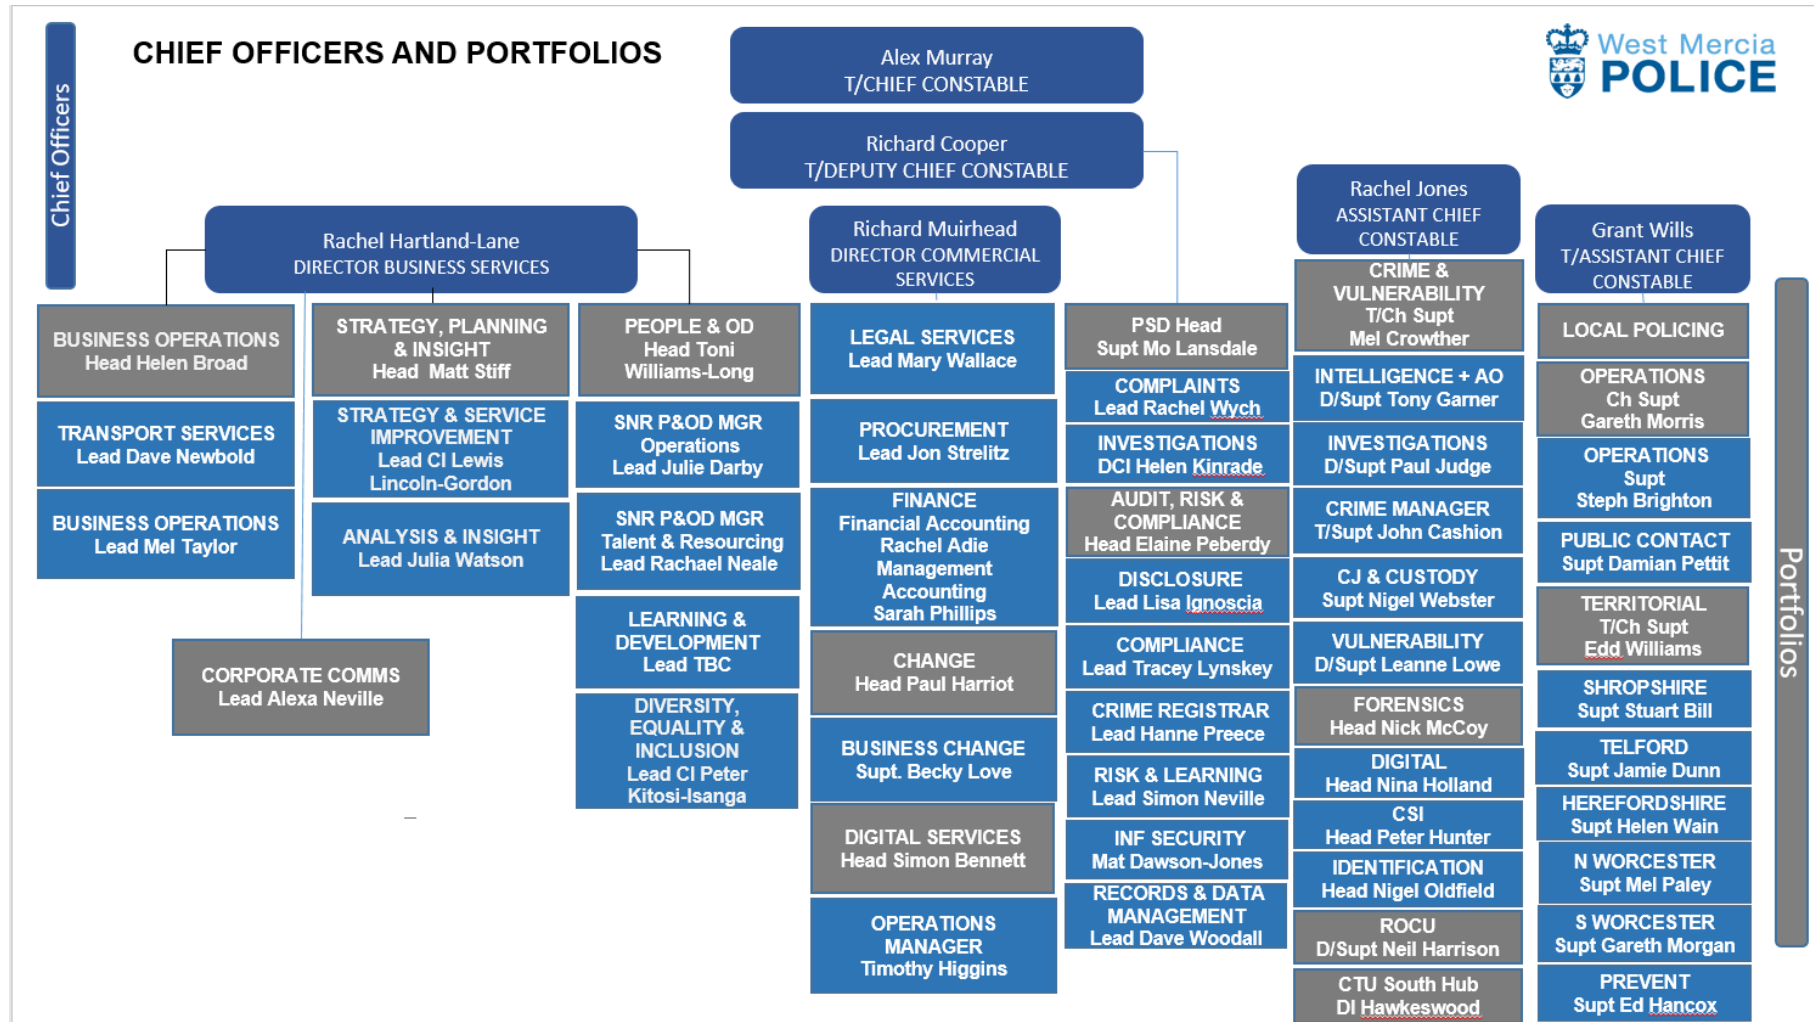 Chief Officers
CHIEF OFFICERS AND PORTFOLIOS
Alex Murray
T/CHIEF CONSTABLE
West Mercia
POLICE
Richard Cooper
T/DEPUTY CHIEF CONSTABLE
Rachel Hartland-Lane
DIRECTOR BUSINESS SERVICES
Richard Muirhead
DIRECTOR COMMERCIAL
SERVICES
Rachel Jones
ASSISTANT CHIEF
CONSTABLE
Grant Wills
T/ASSISTANT CHIEF
CONSTABLE
BUSINESS OPERATIONS
Head Helen Broad
TRANSPORT SERVICES
Lead Dave Newbold
BUSINESS OPERATIONS
Lead Mel Taylor
STRATEGY, PLANNING
& INSIGHT
Head Matt Stiff
STRATEGY & SERVICE
IMPROVEMENT
Lead CI Lewis
Lincoln-Gordon
ANALYSIS & INSIGHT
Lead Julia Watson
CORPORATE COMMS
Lead Alexa Neville
PEOPLE & OD
Head Toni
Williams-Long
SNR P&OD MGR
Operations
Lead Julie Darby
SNR P&OD MGR
Talent & Resourcing
Lead Rachael Neale
LEARNING &
DEVELOPMENT
Lead TBC
DIVERSITY,
EQUALITY &
INCLUSION
Lead CI Peter
Kitosi-Isanga
LEGAL SERVICES
Lead Mary Wallace
PROCUREMENT
Lead Jon Strelitz
FINANCE
Financial Accounting
Rachel Adie
Management
Accounting
Sarah Phillips
CHANGE
Head Paul Harriot
BUSINESS CHANGE
Supt. Becky Love
DIGITAL SERVICES
Head Simon Bennett
OPERATIONS
MANAGER
Timothy Higgins
PSD Head
Supt Mo Lansdale
COMPLAINTS
Lead Rachel Wych
INVESTIGATIONS
DCI Helen Kinrade
AUDIT, RISK &
COMPLIANCE
Head Elaine Peberdy
DISCLOSURE
Lead Lisa Ignoscia
COMPLIANCE
Lead Tracey Lynskey
CRIME REGISTRAR
Lead Hanne Preece
RISK & LEARNING
Lead Simon Neville
INF SECURITY
Mat Dawson-Jones
RECORDS & DATA
MANAGEMENT
Lead Dave Woodall
CRIME &
VULNERABILITY
T/Ch Supt
Mel Crowther
INTELLIGENCE + AO
D/Supt Tony Garner
INVESTIGATIONS
D/Supt Paul Judge
CRIME MANAGER
T/Supt John Cashion
CJ & CUSTODY
Supt Nigel Webster
VULNERABILITY
D/Supt Leanne Lowe
FORENSICS
Head Nick McCoy
DIGITAL
Head Nina Holland
CSI
Head Peter Hunter
IDENTIFICATION
Head Nigel Oldfield
ROCU
D/Supt Neil Harrison
CTU South Hub
DI Hawkeswood
LOCAL POLICING
OPERATIONS
Ch Supt
Gareth Morris
OPERATIONS
Supt
Steph Brighton
PUBLIC CONTACT
Supt Damian Pettit
TERRITORIAL
T/Ch Supt
Edd Williams
SHROPSHIRE
Supt Stuart Bill
TELFORD
Supt Jamie Dunn
HEREFORDSHIRE
Supt Helen Wain
N WORCESTER
Supt Mel Paley
S WORCESTER
Supt Gareth Morgan
PREVENT
Supt Ed Hancox
Portfolios